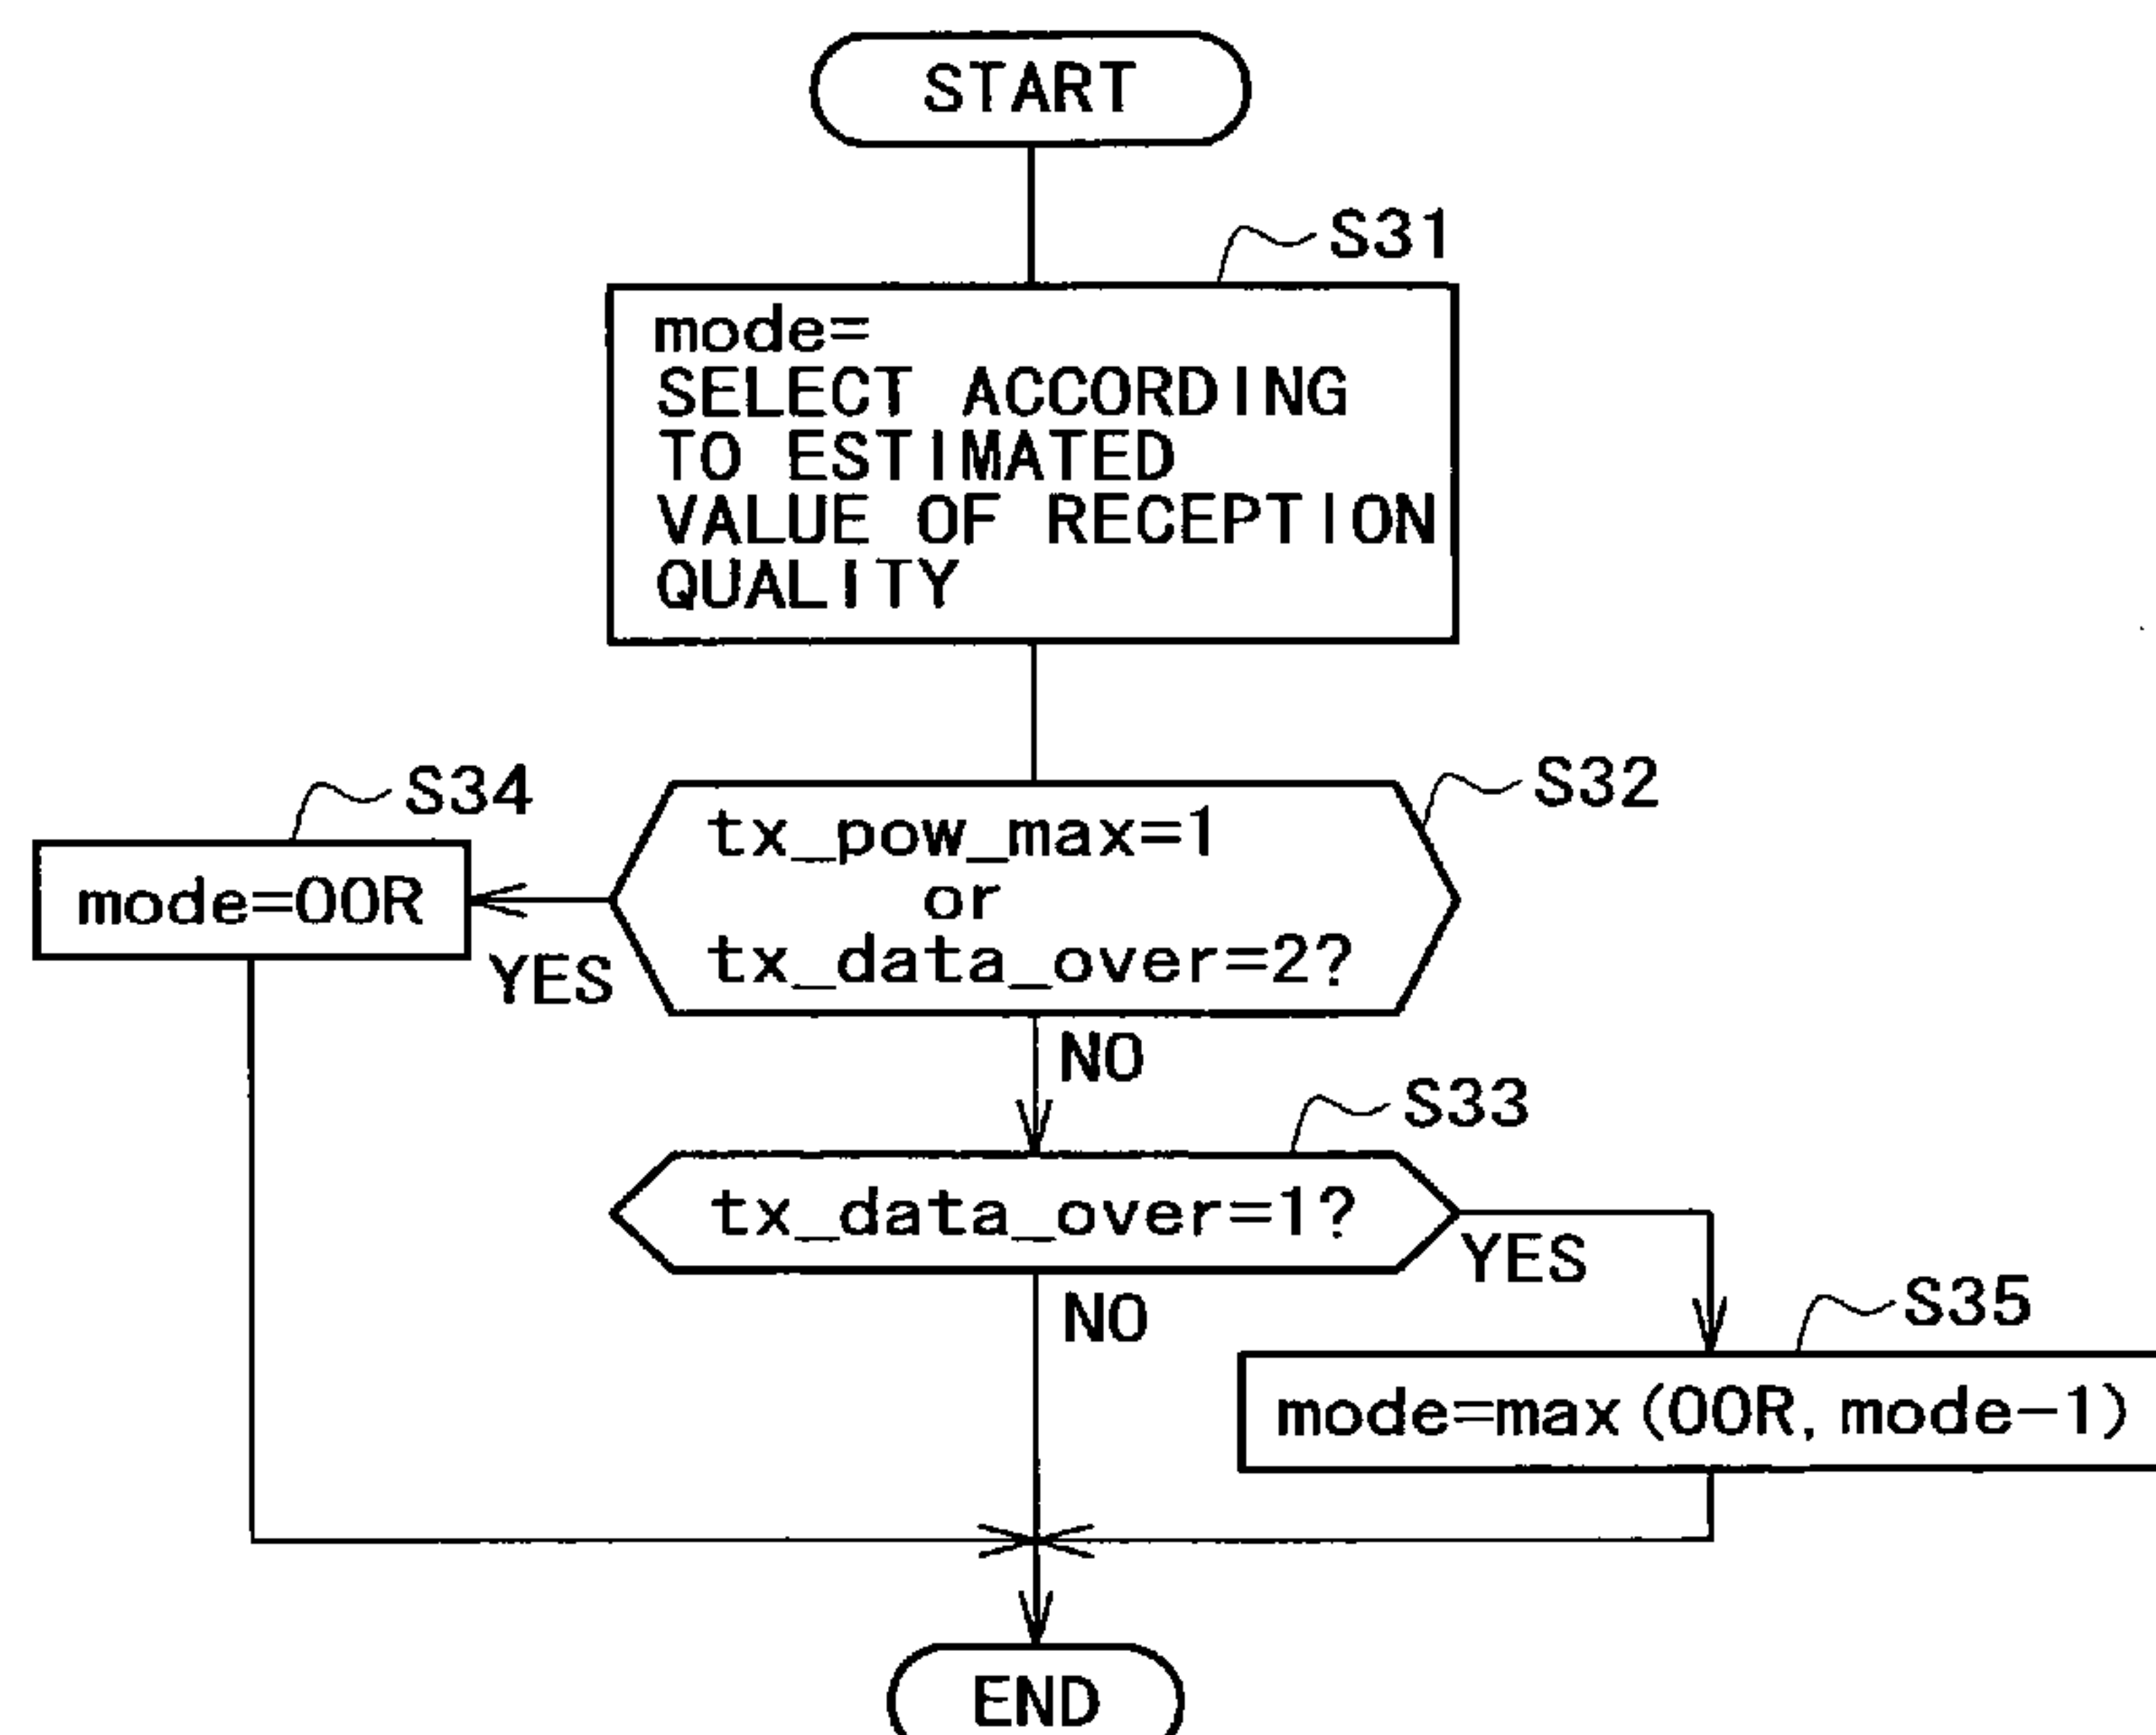 START
S31
mode=
SELECT ACCORDING
TO ESTIMATED
VALUE OF RECEPTION
QUALITY
S34
S32
tx_pow_max=1
or
tx_data_over=2?
mode=OOR
YES
NO
S33
tx_data_over=1?
YES
NO
S35
mode=max(OOR, mode-1)
END